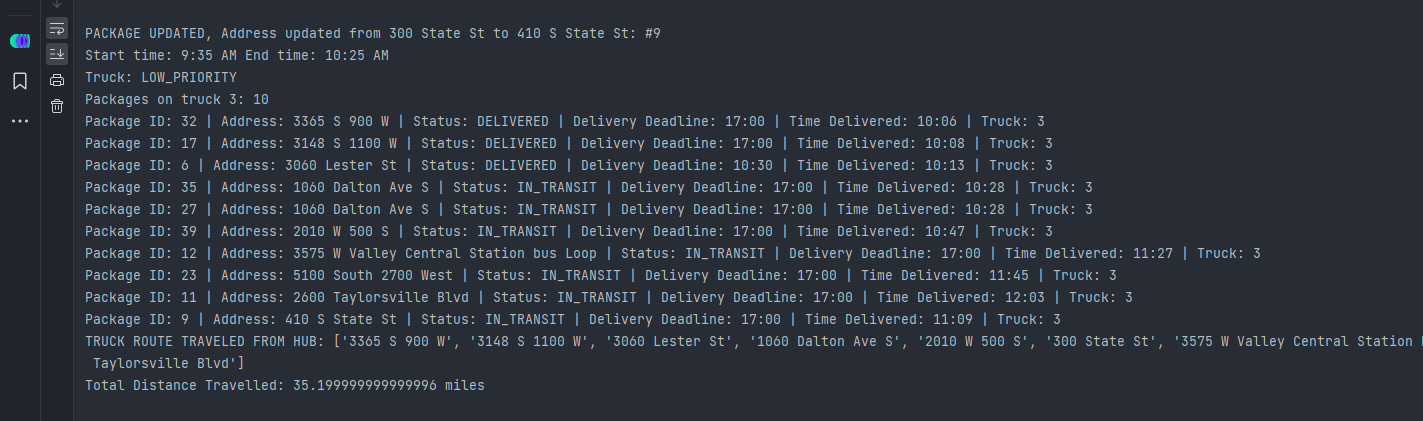 PACKAGE UPDATED, Address updated from 300 State St to 410 S State St: #9
Start time: 9:35 AM End time: 10:25 AM
Truck: LOW_PRIORITY
Packages on truck 3: 10
Package ID: 32 | Address: 3365 S 900 W | Status: DELIVERED | Delivery Deadline: 17:00 | Time Delivered: 10:06 | Truck: 3
Package ID: 17 | Address: 3148 S 1100 W | Status: DELIVERED | Delivery Deadline: 17:00 | Time Delivered: 10:08 | Truck: 3
Package ID: 6 | Address: 3060 Lester St | Status: DELIVERED | Delivery Deadline: 10:30 | Time Delivered: 10:13 | Truck: 3
Package ID: 35 | Address: 1060 Dalton Ave S | Status: IN_TRANSIT | Delivery Deadline: 17:00 | Time Delivered: 10:28 | Truck: 3
Package ID: 27 | Address: 1060 Dalton Ave S | Status: IN_TRANSIT | Delivery Deadline: 17:00 | Time Delivered: 10:28 | Truck: 3
Package ID: 39 | Address: 2010 W 500 S | Status: IN_TRANSIT | Delivery Deadline: 17:00 | Time Delivered: 10:47 | Truck: 3
Package ID: 12 | Address: 3575 W Valley Central Station bus Loop | Status: IN_TRANSIT | Delivery Deadline: 17:00 | Time Delivered: 11:27 | Truck: 3
Package ID: 23 | Address: 5100 South 2700 West | Status: IN_TRANSIT | Delivery Deadline: 17:00 | Time Delivered: 11:45 | Truck: 3
Package ID: 11 | Address: 2600 Taylorsville Blvd | Status: IN_TRANSIT | Delivery Deadline: 17:00 | Time Delivered: 12:03 | Truck: 3
Package ID: 9 | Address: 410 S State St | Status: IN_TRANSIT | Delivery Deadline: 17:00 | Time Delivered: 11:09 | Truck: 3
TRUCK ROUTE TRAVELED FROM HUB: ['3365 S 900 W', '3148 S 1100 W', '3060 Lester St', '1060 Dalton Ave S', '2010 W 500 S', '300 State St', '3575 W Valley Central Station
Taylorsville Blvd']
Total Distance Travelled: 35.199999999999996 miles